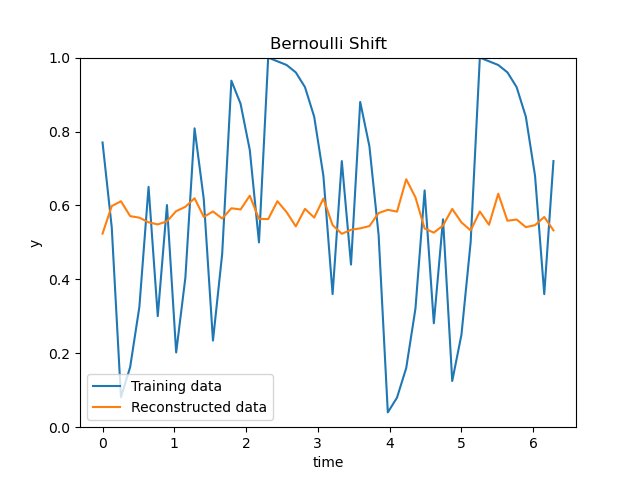 Bernoulli Shift
1.0
0.8
0.6
0.4
0.2
0.0
y
Training data
Reconstructed data
0 1 2 3 4 5 6
time